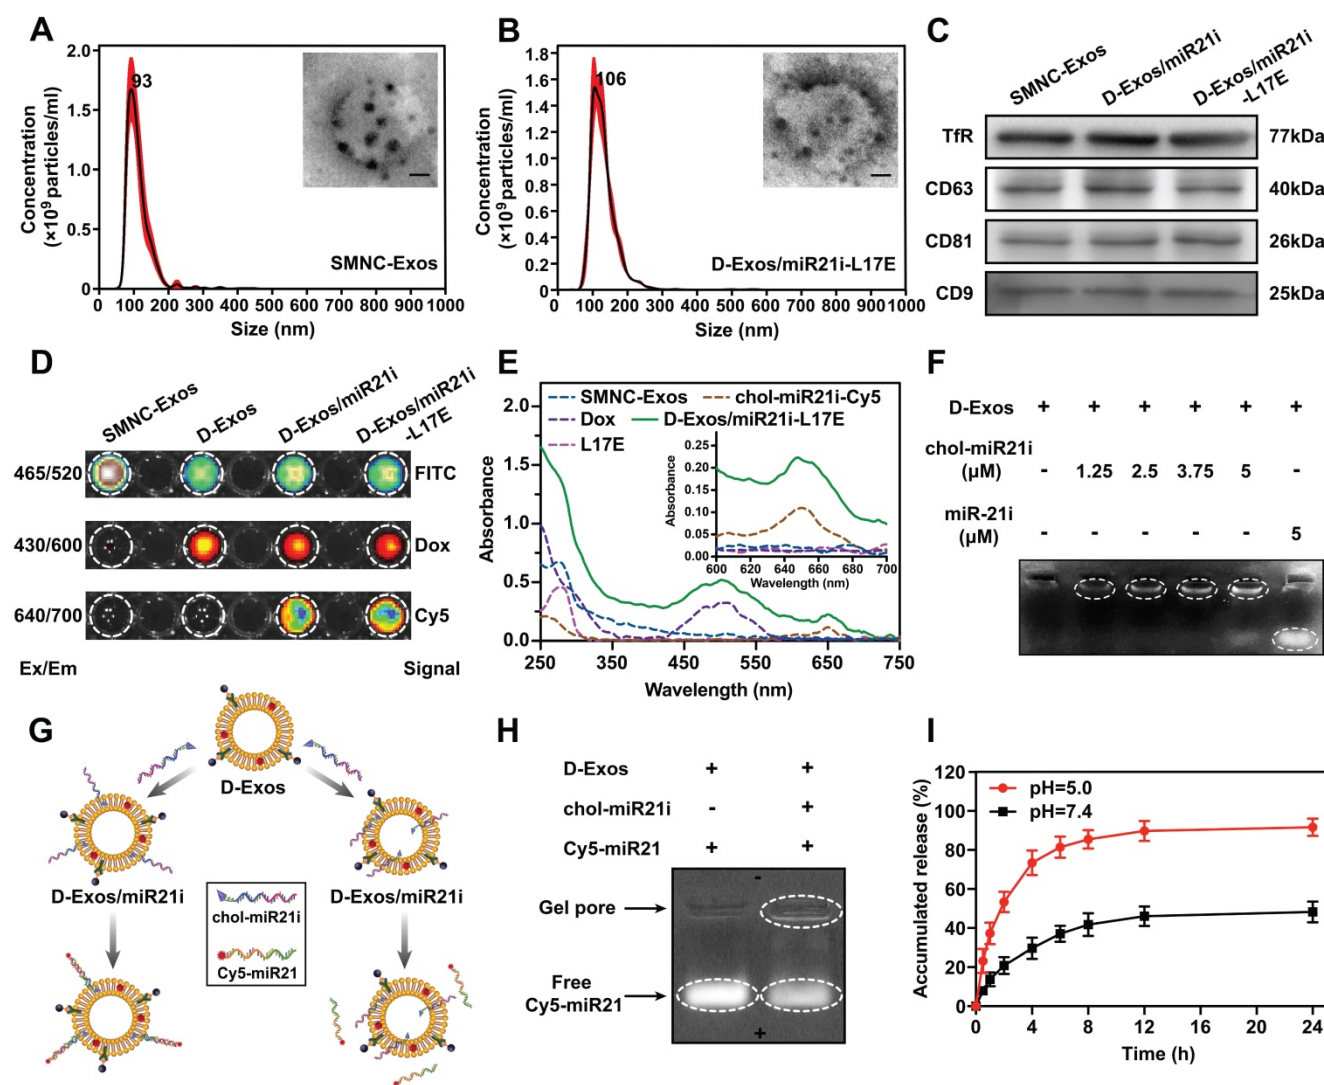 A
Concentration
(×10⁹ particles/ml)
2.0
1.5
1.0
0.5
0
93
SMNC-Exos
0 100 200 300 400 500 600 700 800 900 1000
Size (nm)
B
Concentration
(×10⁹ particles/ml)
1.8
1.6
1.4
1.2
1.0
0.8
0.6
0.4
0.2
0
106
D-Exos/miR21i-L17E
0 100 200 300 400 500 600 700 800 900 1000
Size (nm)
C
SMNC-Exos
D-Exos/miR21i
D-Exos/miR21i
-L17E
TfR 77kDa
CD63 40kDa
CD81 26kDa
CD9 25kDa
D
SMNC-Exos
D-Exos
D-Exos/miR21i
D-Exos/miR21i
-L17E
465/520 FITC
430/600 Dox
640/700 Cy5
Ex/Em Signal
E
Absorbance
2.0
1.5
1.0
0.5
0.0
SMNC-Exos chol-miR21i-Cy5
Dox D-Exos/miR21i-L17E
L17E
Absorbance
0.25
0.20
0.15
0.10
0.05
0.00
600 620 640 660 680 700
Wavelength (nm)
250 350 450 550 650 750
Wavelength (nm)
F
D-Exos + + + + + +
chol-miR21i
(μM) - 1.25 2.5 3.75 5 -
miR-21i
(μM) - - - - - 5
G
D-Exos
D-Exos/miR21i
D-Exos/miR21i
chol-miR21i
Cy5-miR21
H
D-Exos + +
chol-miR21i - +
Cy5-miR21 + +
-
Gel pore
Free
Cy5-miR21
+
I
Accumulated release (%)
120
100
80
60
40
20
0
pH=5.0
pH=7.4
0 4 8 12 16 20 24
Time (h)